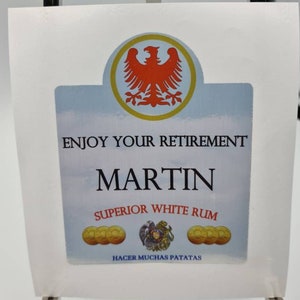 ENJOY YOUR RETIREMENT
MARTIN
SUPERIOR WHITE RUM
HACER MUCHAS PATATAS